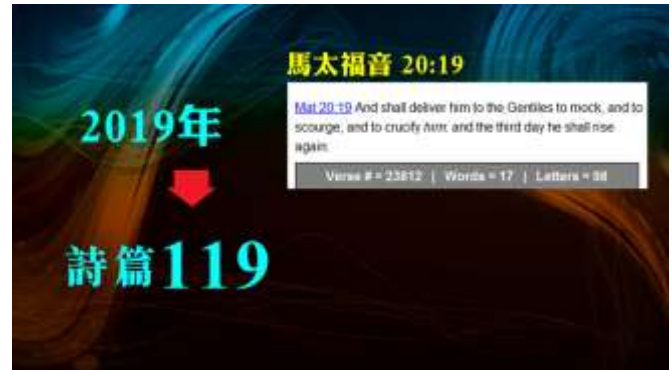 馬太福音 20:19
Mat 20:19 And shall deliver him to the Gentiles to mock, and to
scourge, and to crucify him: and the third day he shall rise
again.
Verse # = 23812 | Words = 17 | Letters = 98
2019年
詩篇119